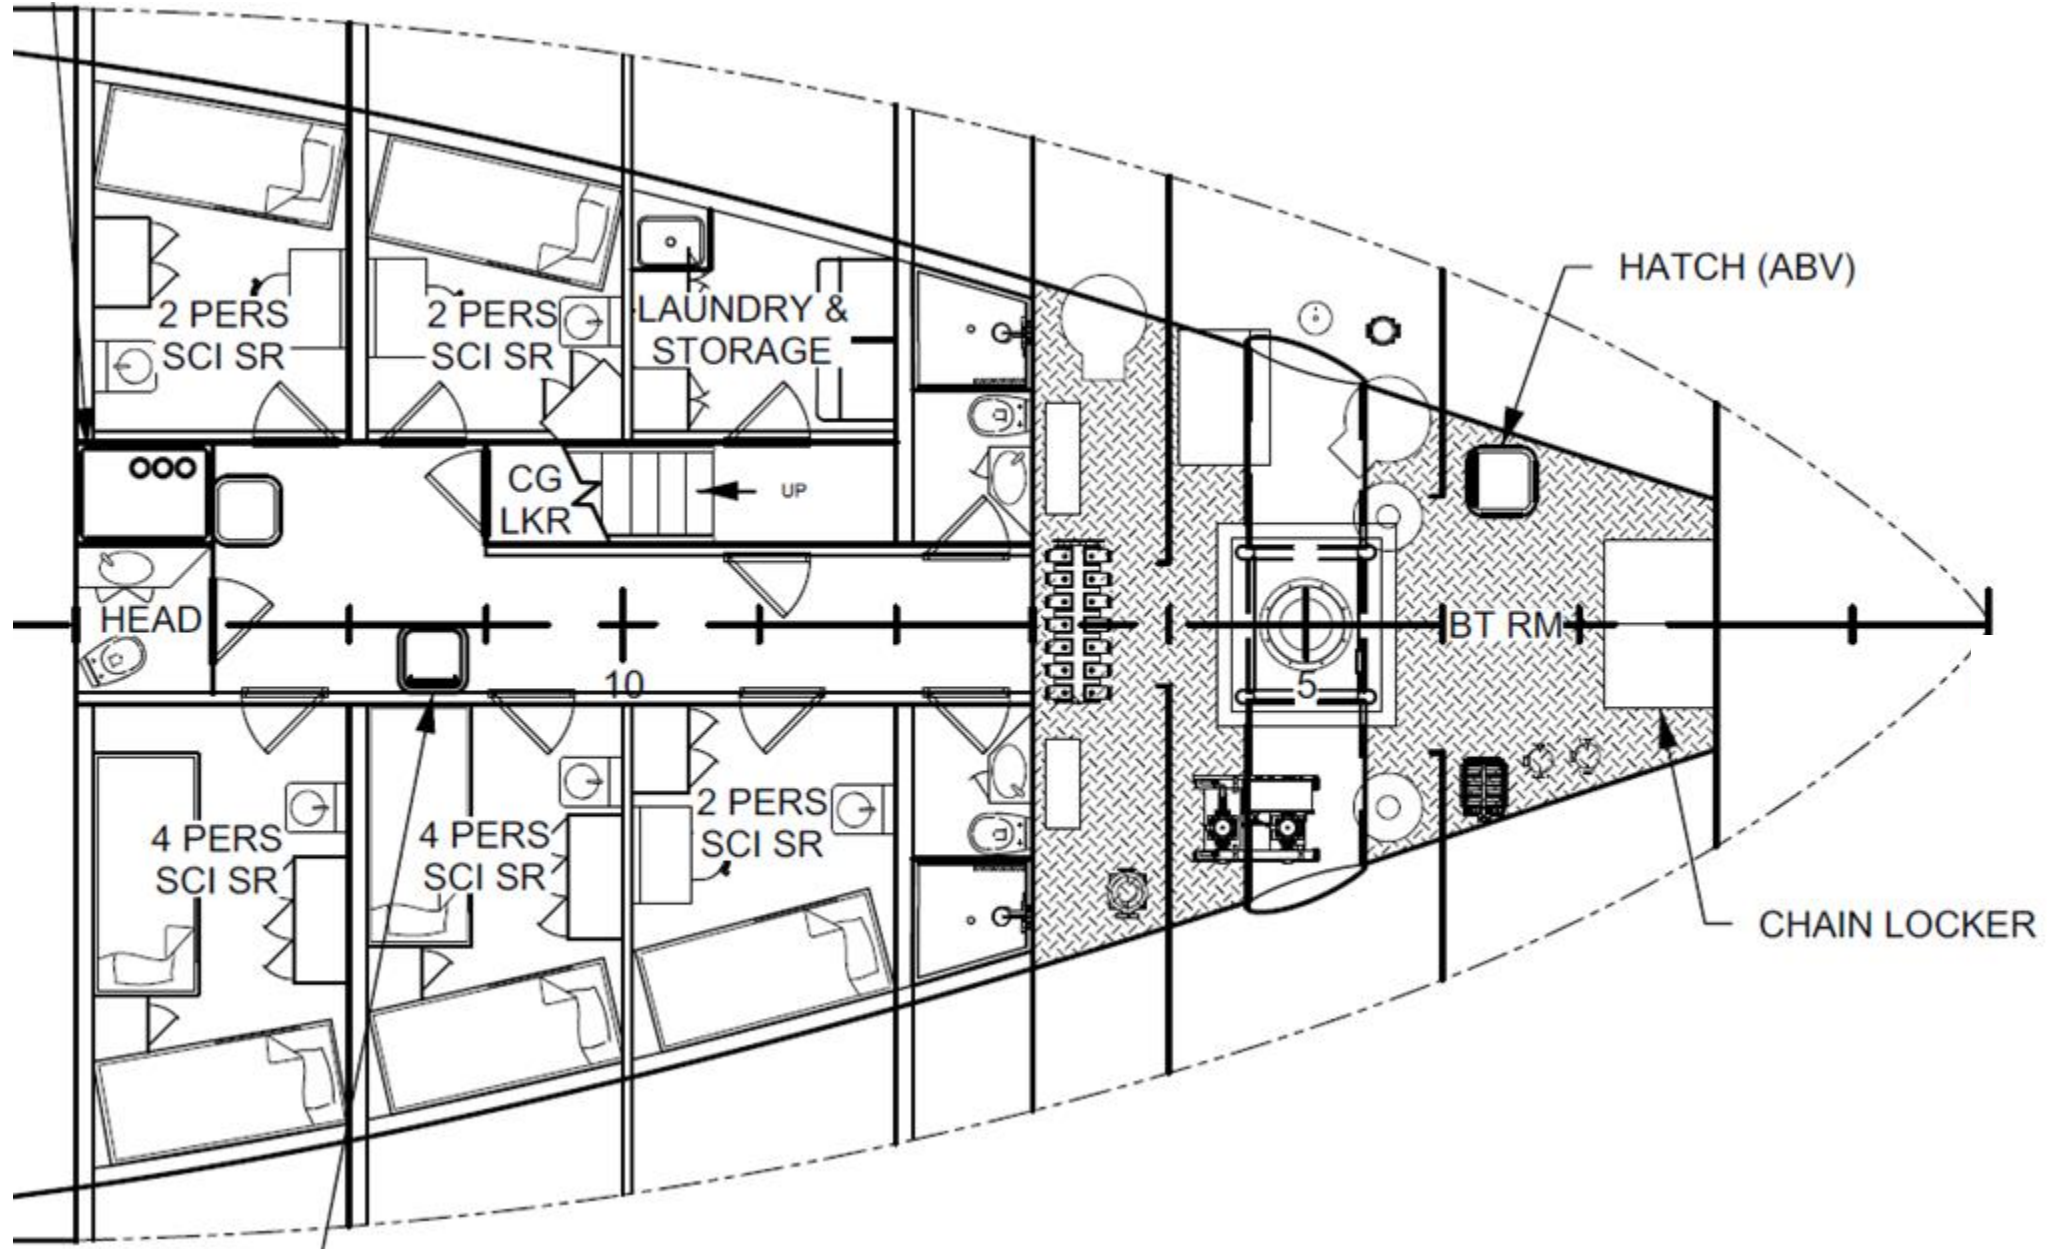 HATCH (ABV)
2 PERS
SCI SR
2 PERS
SCI SR
LAUNDRY &
STORAGE
CG
LKR
UP
HEAD
BT RM
10
5
4 PERS
SCI SR
4 PERS
SCI SR
2 PERS
SCI SR
CHAIN LOCKER